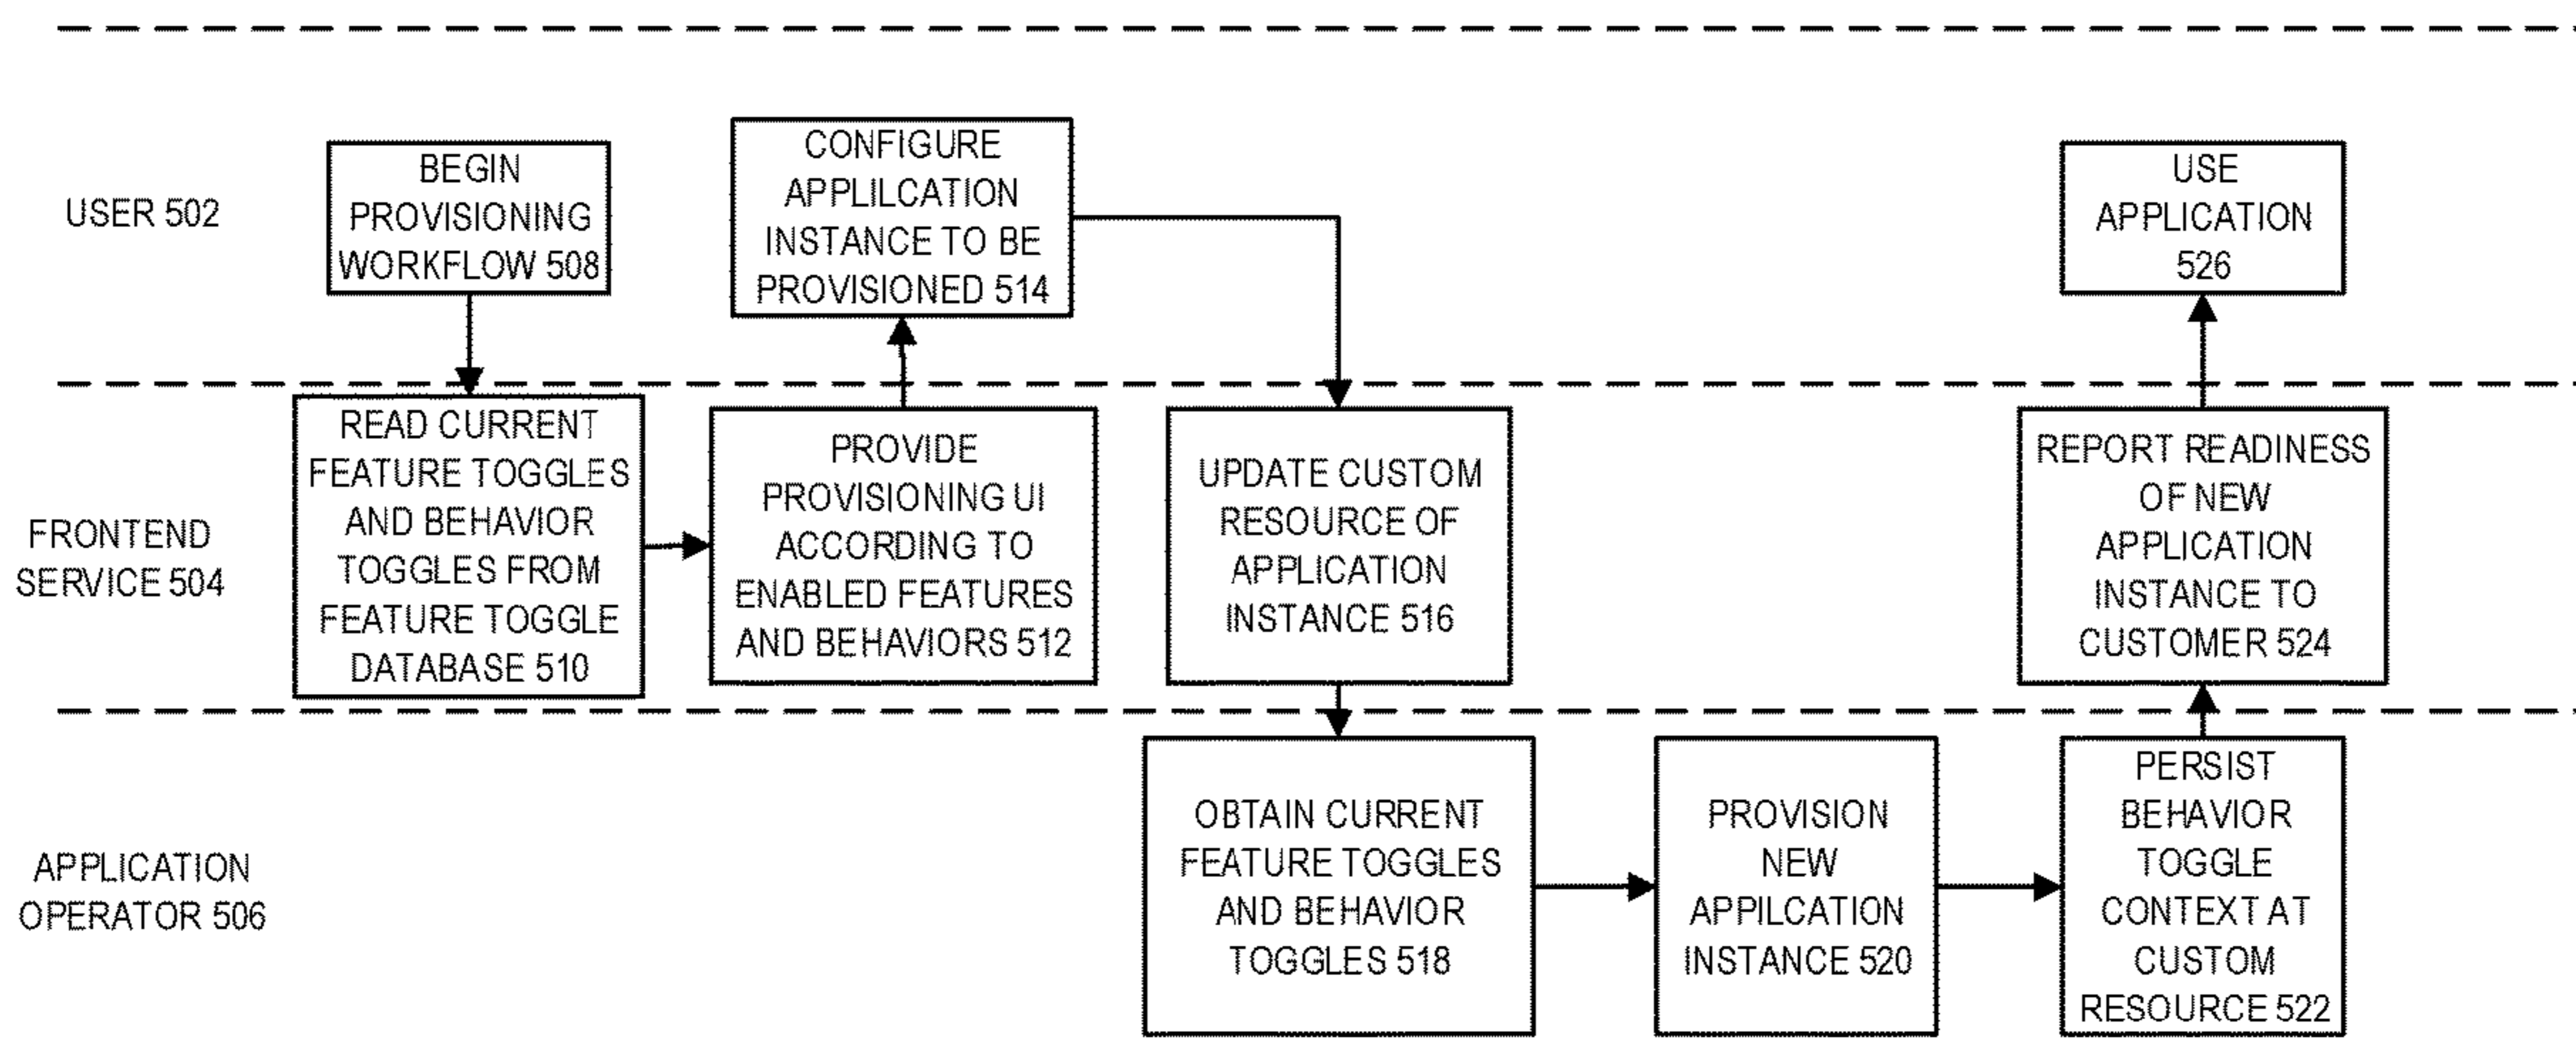 USER 502
BEGIN
PROVISIONING
WORKFLOW 508
CONFIGURE
APPLILCATION
INSTANCE TO BE
PROVISIONED 514
USE
APPLICATION
526
FRONTEND
SERVICE 504
READ CURRENT
FEATURE TOGGLES
AND BEHAVIOR
TOGGLES FROM
FEATURE TOGGLE
DATABASE 510
PROVIDE
PROVISIONING UI
ACCORDING TO
ENABLED FEATURES
AND BEHAVIORS 512
UPDATE CUSTOM
RESOURCE OF
APPLICATION
INSTANCE 516
REPORT READINESS
OF NEW
APPLICATION
INSTANCE TO
CUSTOMER 524
APPLICATION
OPERATOR 506
OBTAIN CURRENT
FEATURE TOGGLES
AND BEHAVIOR
TOGGLES 518
PROVISION
NEW
APPILCATION
INSTANCE 520
PERSIST
BEHAVIOR
TOGGLE
CONTEXT AT
CUSTOM
RESOURCE 522